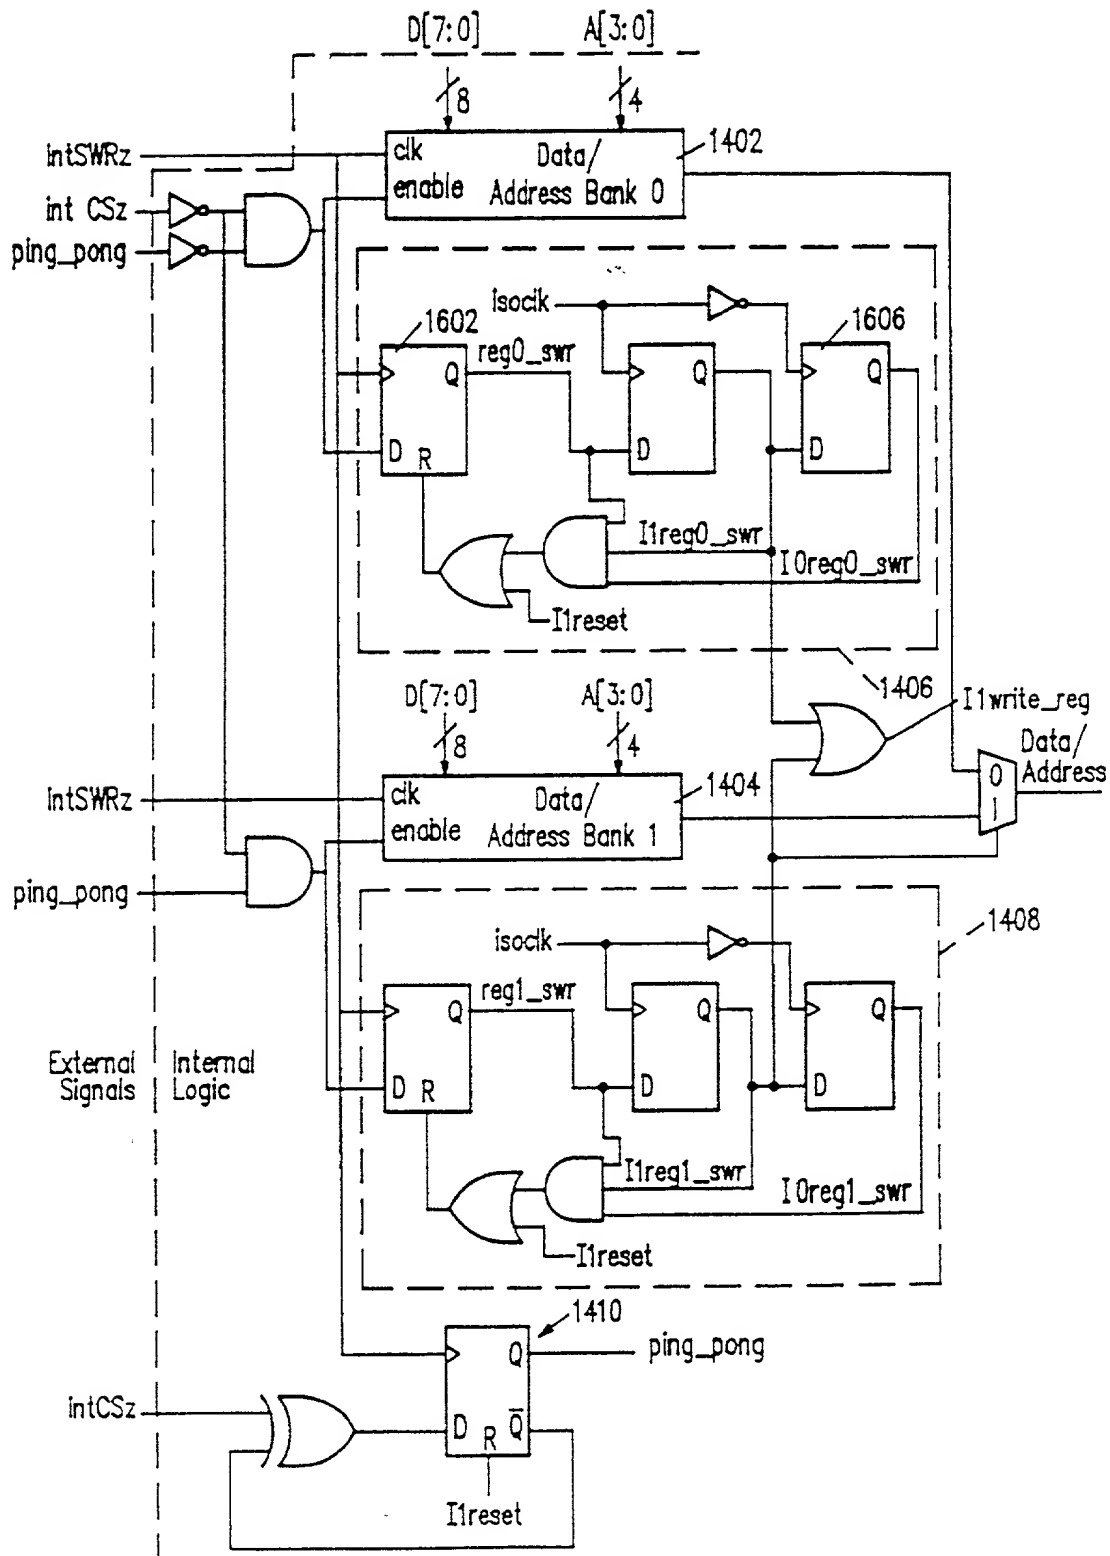 D[7:0]
A[3:0]
8
4
intSWRz
clk
Data/
1402
enable
Address Bank 0
int CSz
ping_pong
isoclk
1602
reg0_swr
1606
Q
Q
Q
D
R
D
D
I1reg0_swr
I0reg0_swr
I1reset
1406
D[7:0]
A[3:0]
I1write_reg
8
4
Data/
Address
0
1
intSWRz
clk
Data/
1404
enable
Address Bank 1
ping_pong
1408
isoclk
reg1_swr
Q
Q
Q
External
Signals
Internal
Logic
D
R
D
D
I1reg1_swr
I0reg1_swr
I1reset
1410
Q
ping_pong
intCSz
D
R
Q̅
I1reset